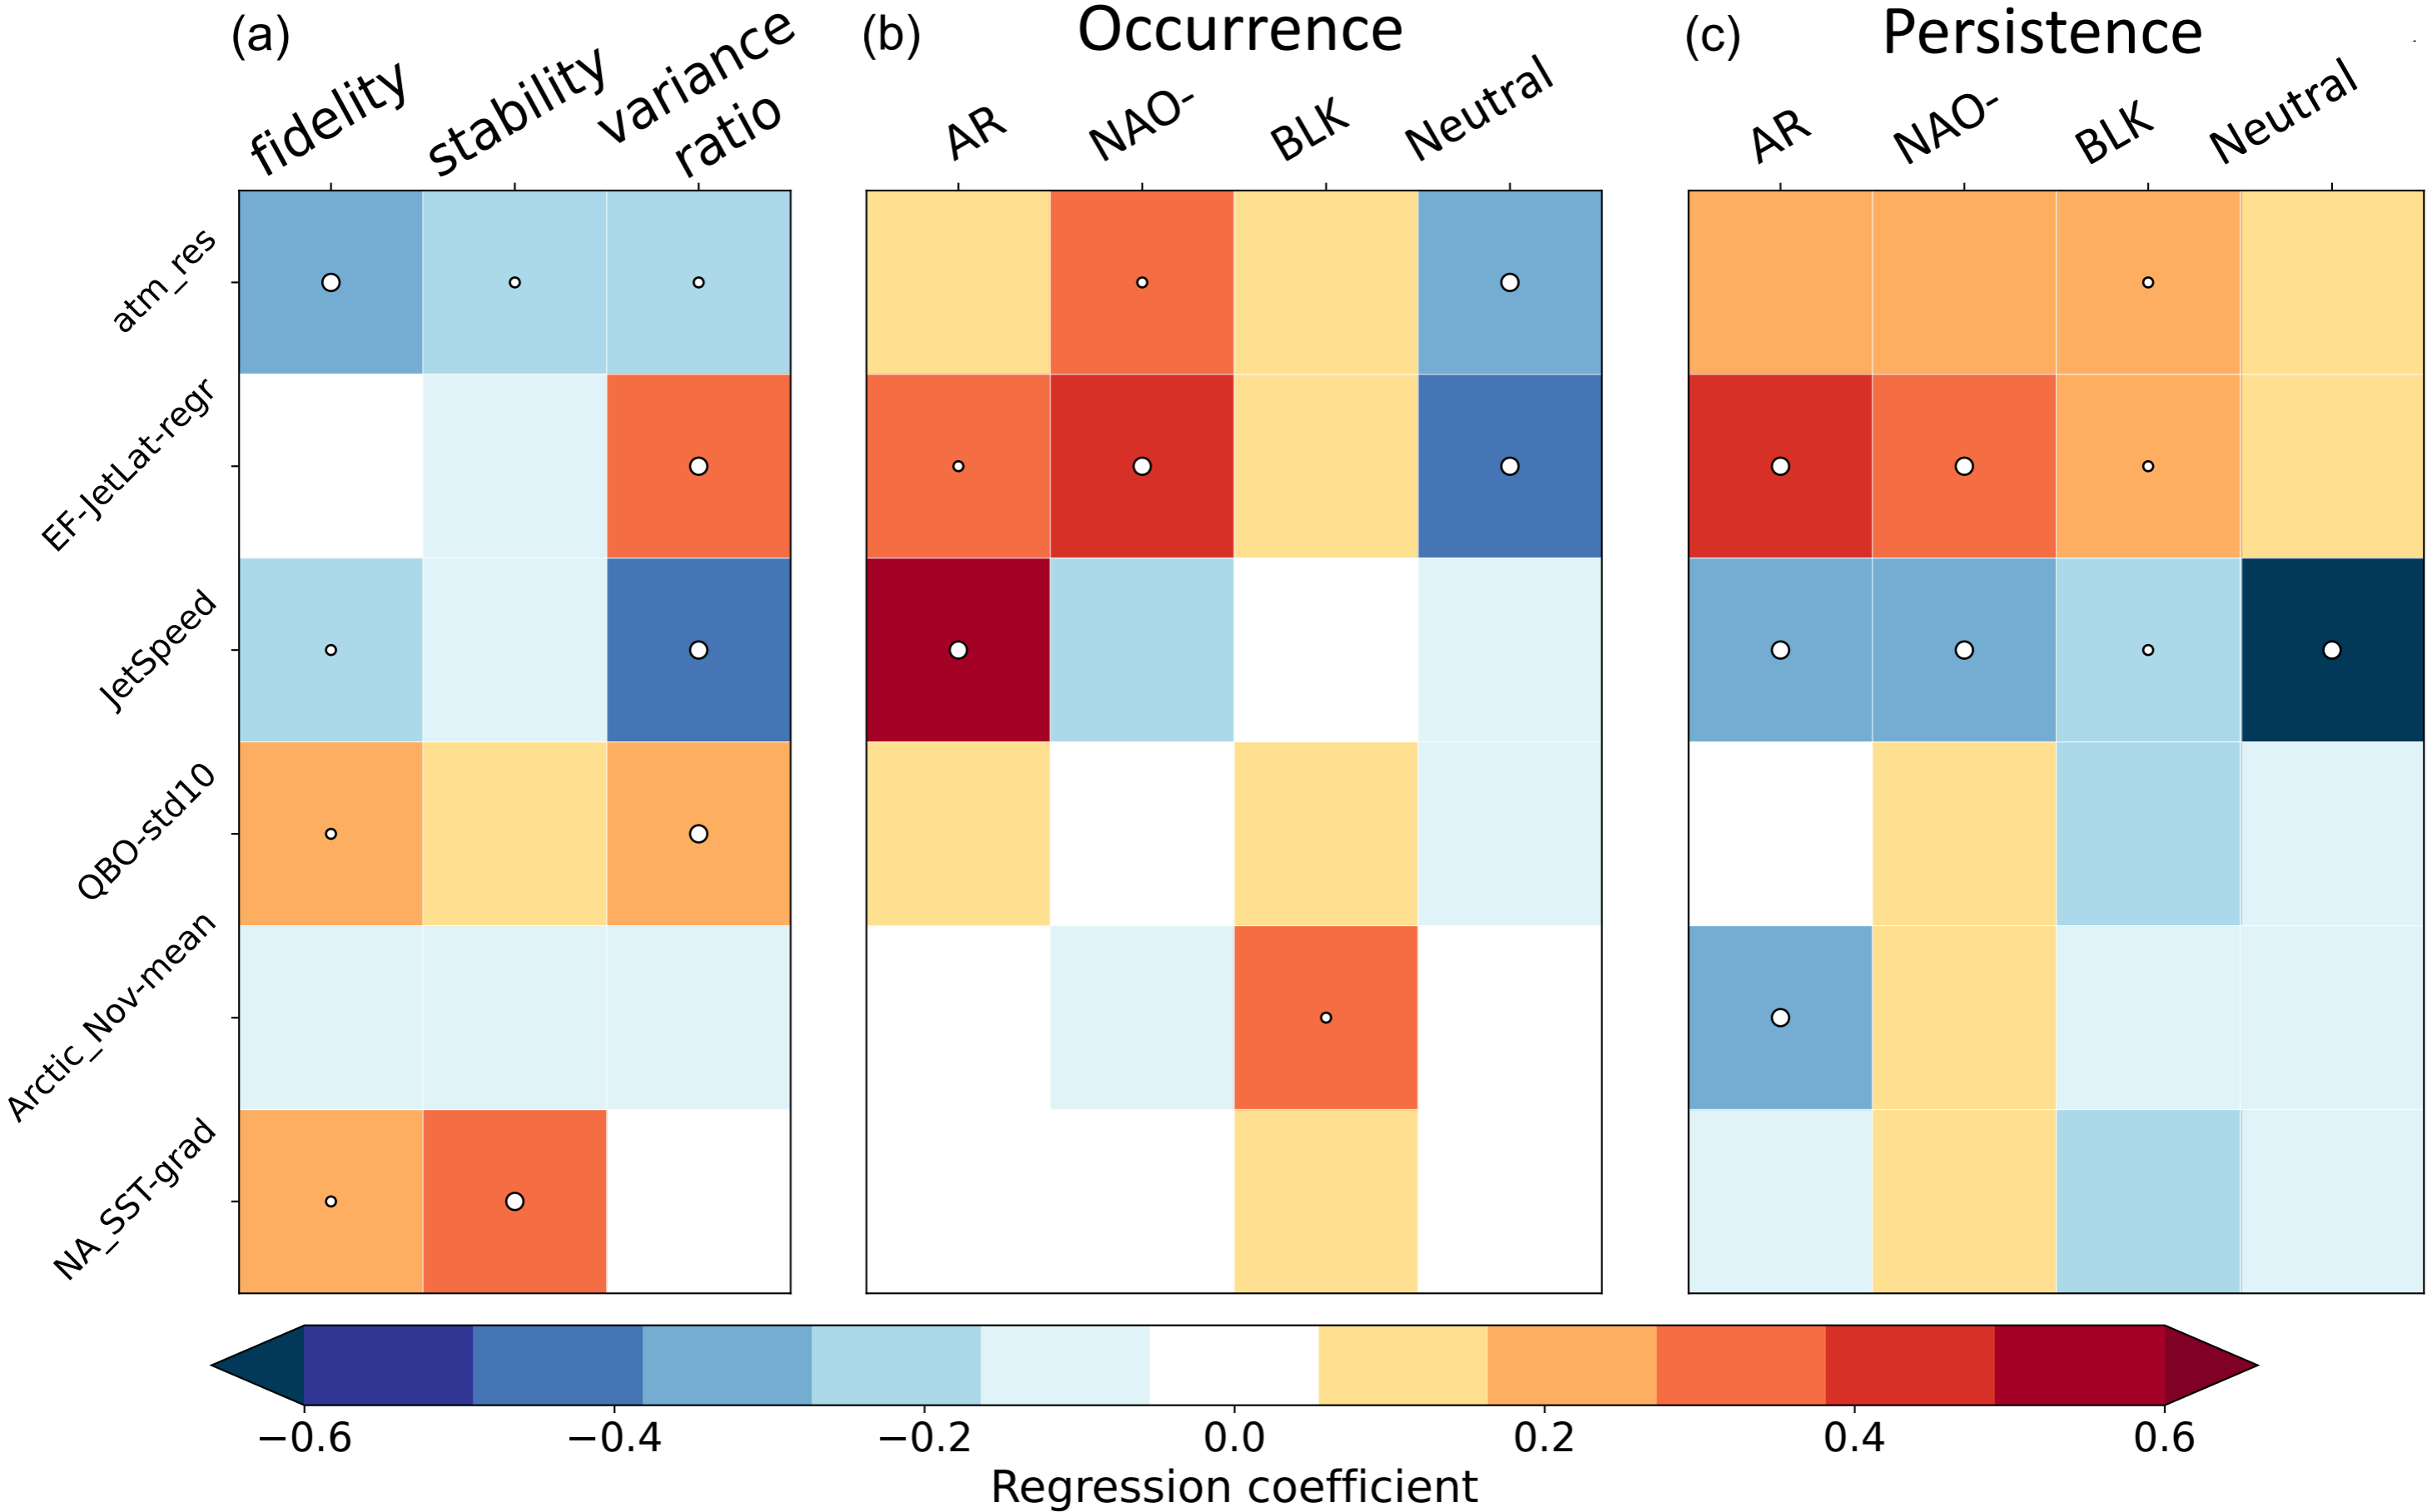 (a)
fidelity
stability
variance
ratio
(b)
Occurrence
AR
NAO-
BLK
Neutral
(c)
Persistence
AR
NAO-
BLK
Neutral
atm_res
EF-JetLat-regr
JetSpeed
QBO-std10
Arctic_Nov-mean
NA_SST-grad
−0.6
−0.4
−0.2
0.0
0.2
0.4
0.6
Regression coefficient